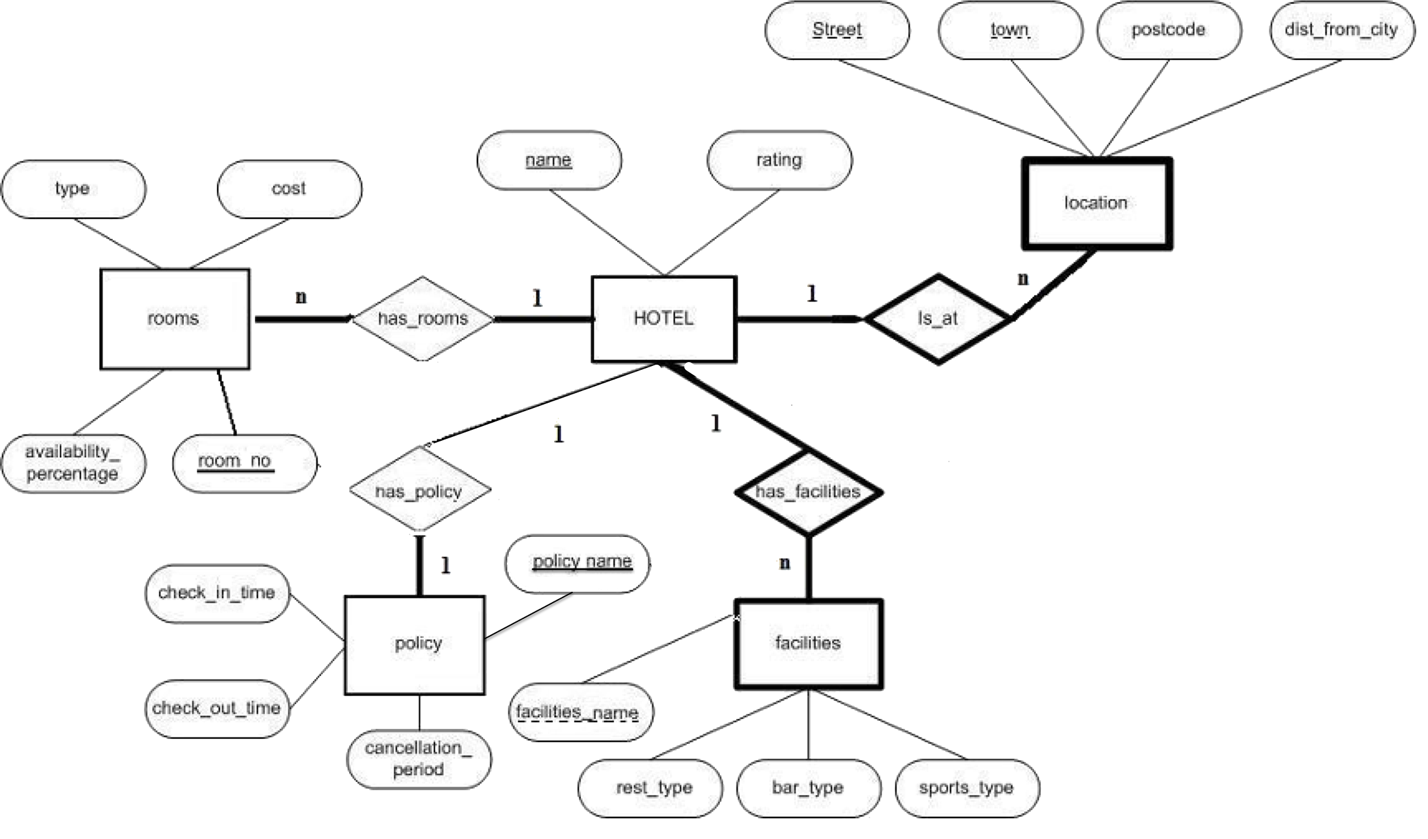 Street
town
postcode
dist_from_city
name
rating
type
cost
location
n
1
1
n
rooms
has_rooms
HOTEL
Is_at
1
1
availability_
percentage
room_no
has_policy
has_facilities
1
n
policy name
check_in_time
policy
facilities
check_out_time
facilities_name
cancellation_
period
rest_type
bar_type
sports_type